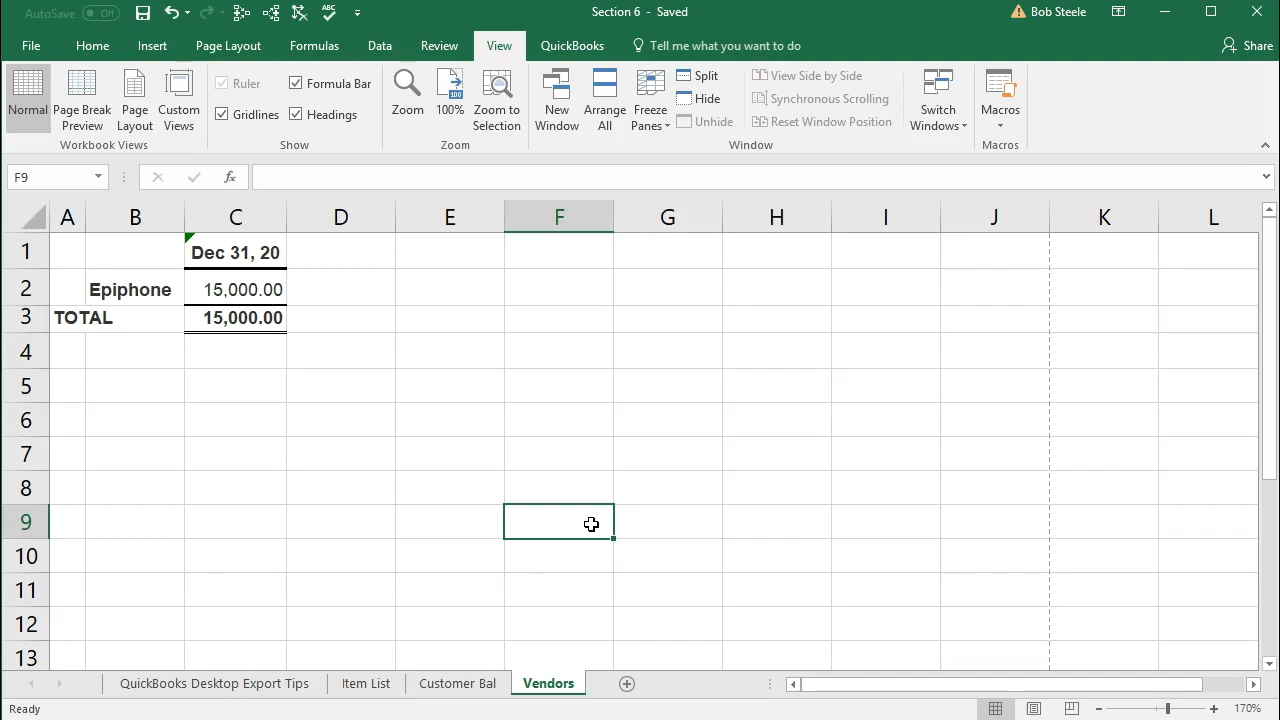 AutoSave Off Section 6 - Saved Bob Steele
File Home Insert Page Layout Formulas Data Review View QuickBooks Tell me what you want to do Share
Normal Page Break Preview Page Layout Custom Views
Workbook Views
Ruler Formula Bar
Gridlines Headings
Show
Zoom 100% Zoom to Selection
Zoom
New Window Arrange All Freeze Panes
Split
Hide
Unhide
View Side by Side
Synchronous Scrolling
Reset Window Position
Switch Windows
Window
Macros
Macros
F9 fx
A B C D E F G H I J K L
1 Dec 31, 20
2 Epiphone 15,000.00
3 TOTAL 15,000.00
4
5
6
7
8
9
10
11
12
13
QuickBooks Desktop Export Tips Item List Customer Bal Vendors
Ready 170%